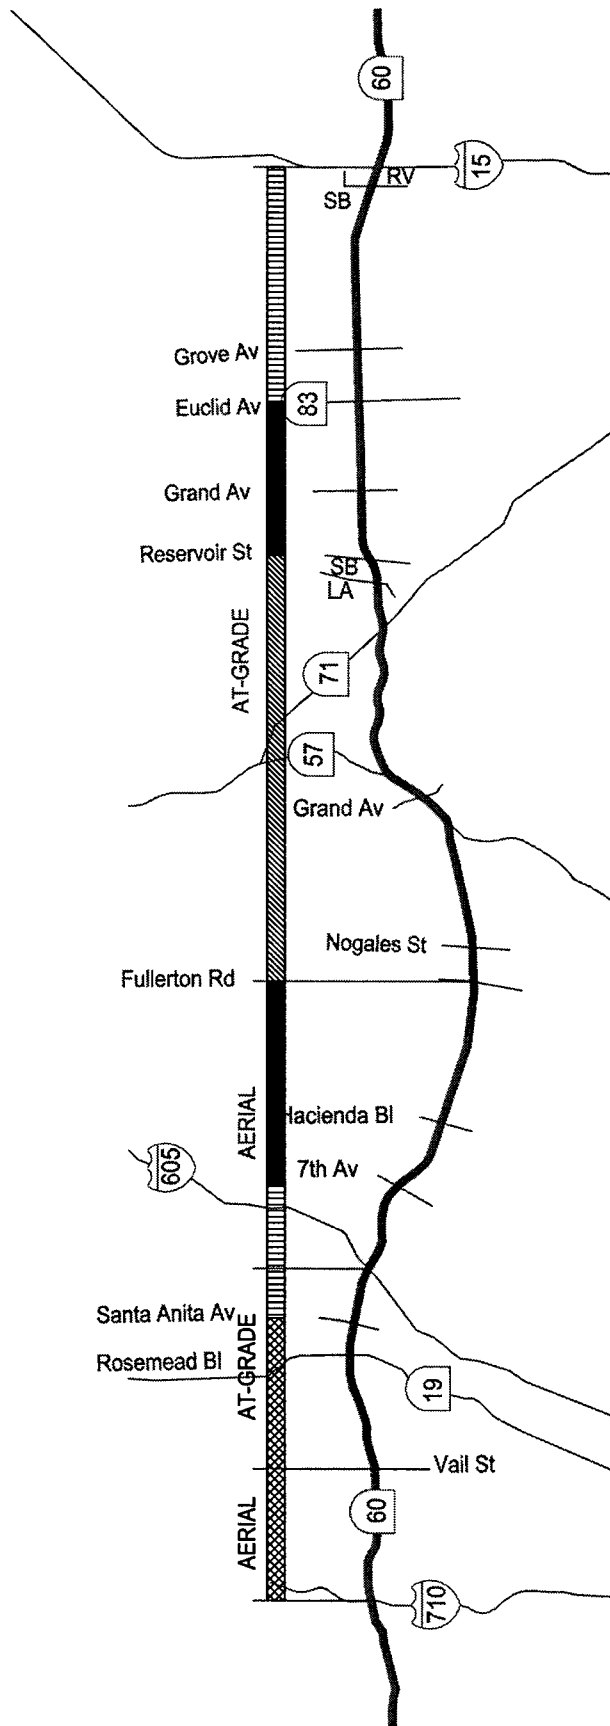 60
15
RV
SB
Grove Av
Euclid Av
83
Grand Av
Reservoir St
SB
LA
AT-GRADE
71
57
Grand Av
Nogales St
Fullerton Rd
AERIAL
Hacienda Bl
605
7th Av
Santa Anita Av
AT-GRADE
Rosemead Bl
19
Vail St
AERIAL
60
710